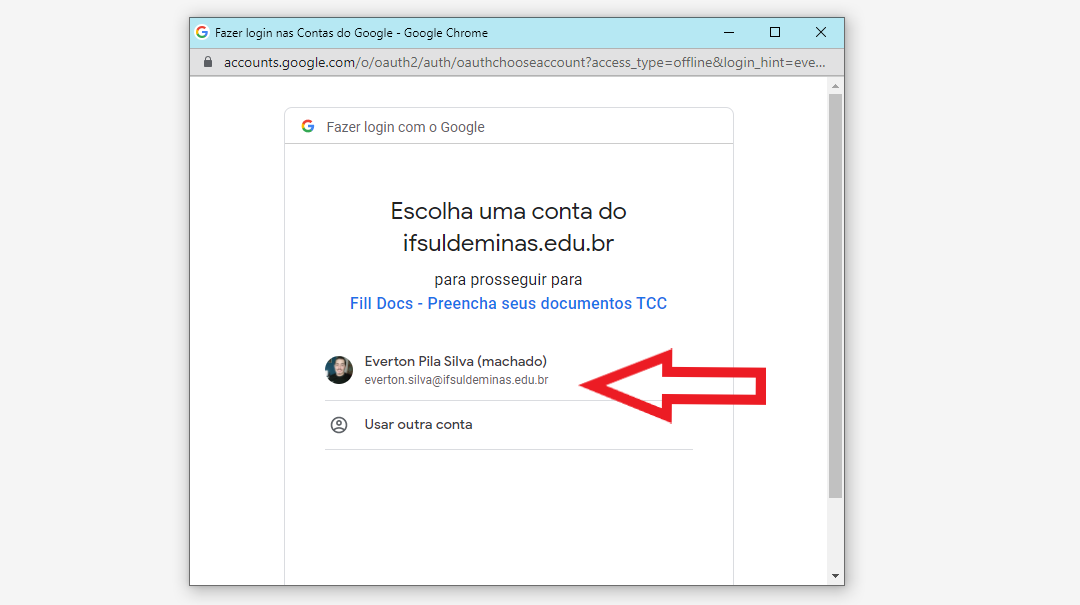 Fazer login nas Contas do Google - Google Chrome
accounts.google.com/o/oauth2/auth/oauthchooseaccount?access_type=offline&login_hint=eve...
Fazer login com o Google
Escolha uma conta do
ifsuldeminas.edu.br
para prosseguir para
Fill Docs - Preencha seus documentos TCC
Everton Pila Silva (machado)
everton.silva@ifsuldeminas.edu.br
Usar outra conta